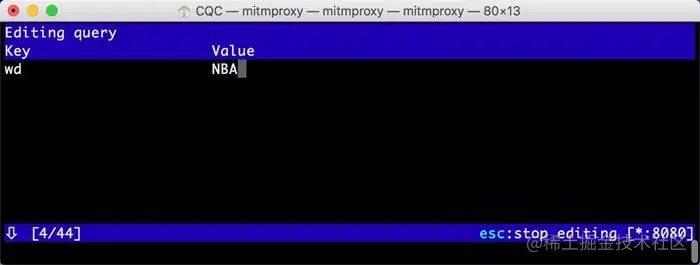 CQC — mitmproxy — mitmproxy — mitmproxy — 80×13
Editing query
Key Value
wd NBA
⇩ [4/44] esc:stop editing [*:8080]
@稀土掘金技术社区